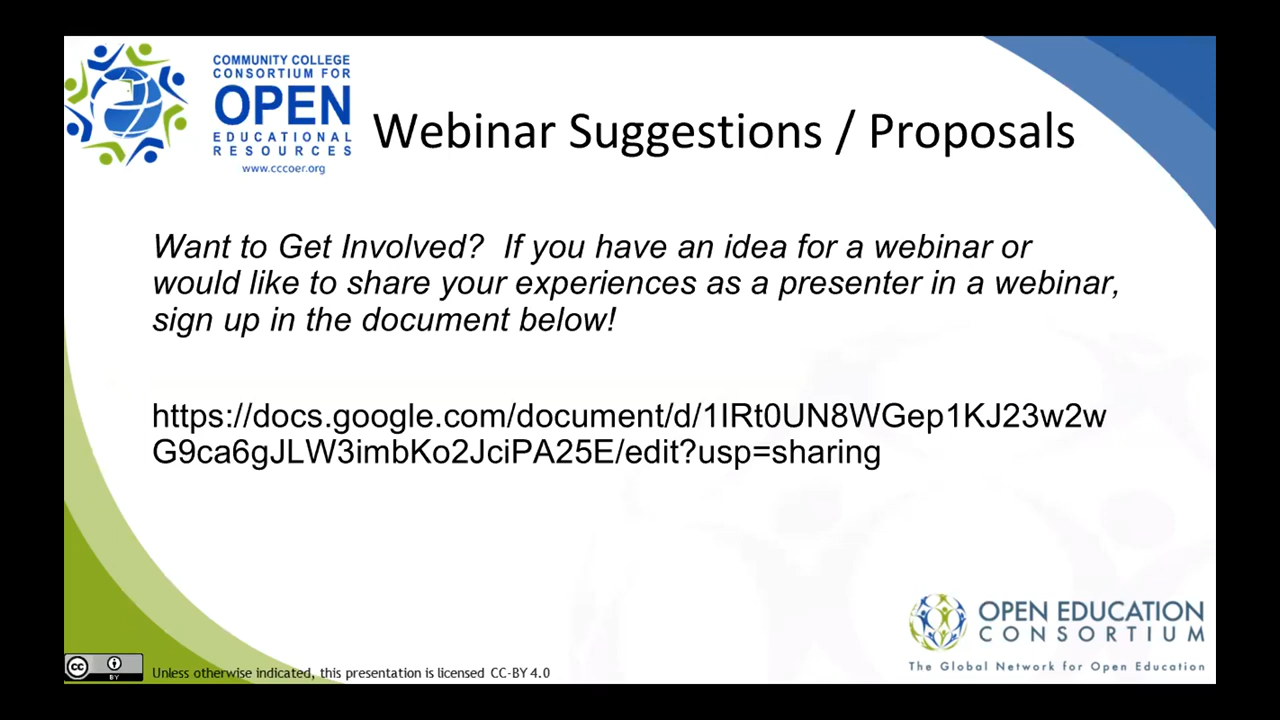 COMMUNITY COLLEGE
CONSORTIUM FOR
OPEN
EDUCATIONAL
RESOURCES
www.cccoer.org
Webinar Suggestions / Proposals
Want to Get Involved?  If you have an idea for a webinar or
would like to share your experiences as a presenter in a webinar,
sign up in the document below!
https://docs.google.com/document/d/1IRt0UN8WGep1KJ23w2w
G9ca6gJLW3imbKo2JciPA25E/edit?usp=sharing
OPEN EDUCATION
CONSORTIUM
The Global Network for Open Education
cc
BY
Unless otherwise indicated, this presentation is licensed CC-BY 4.0